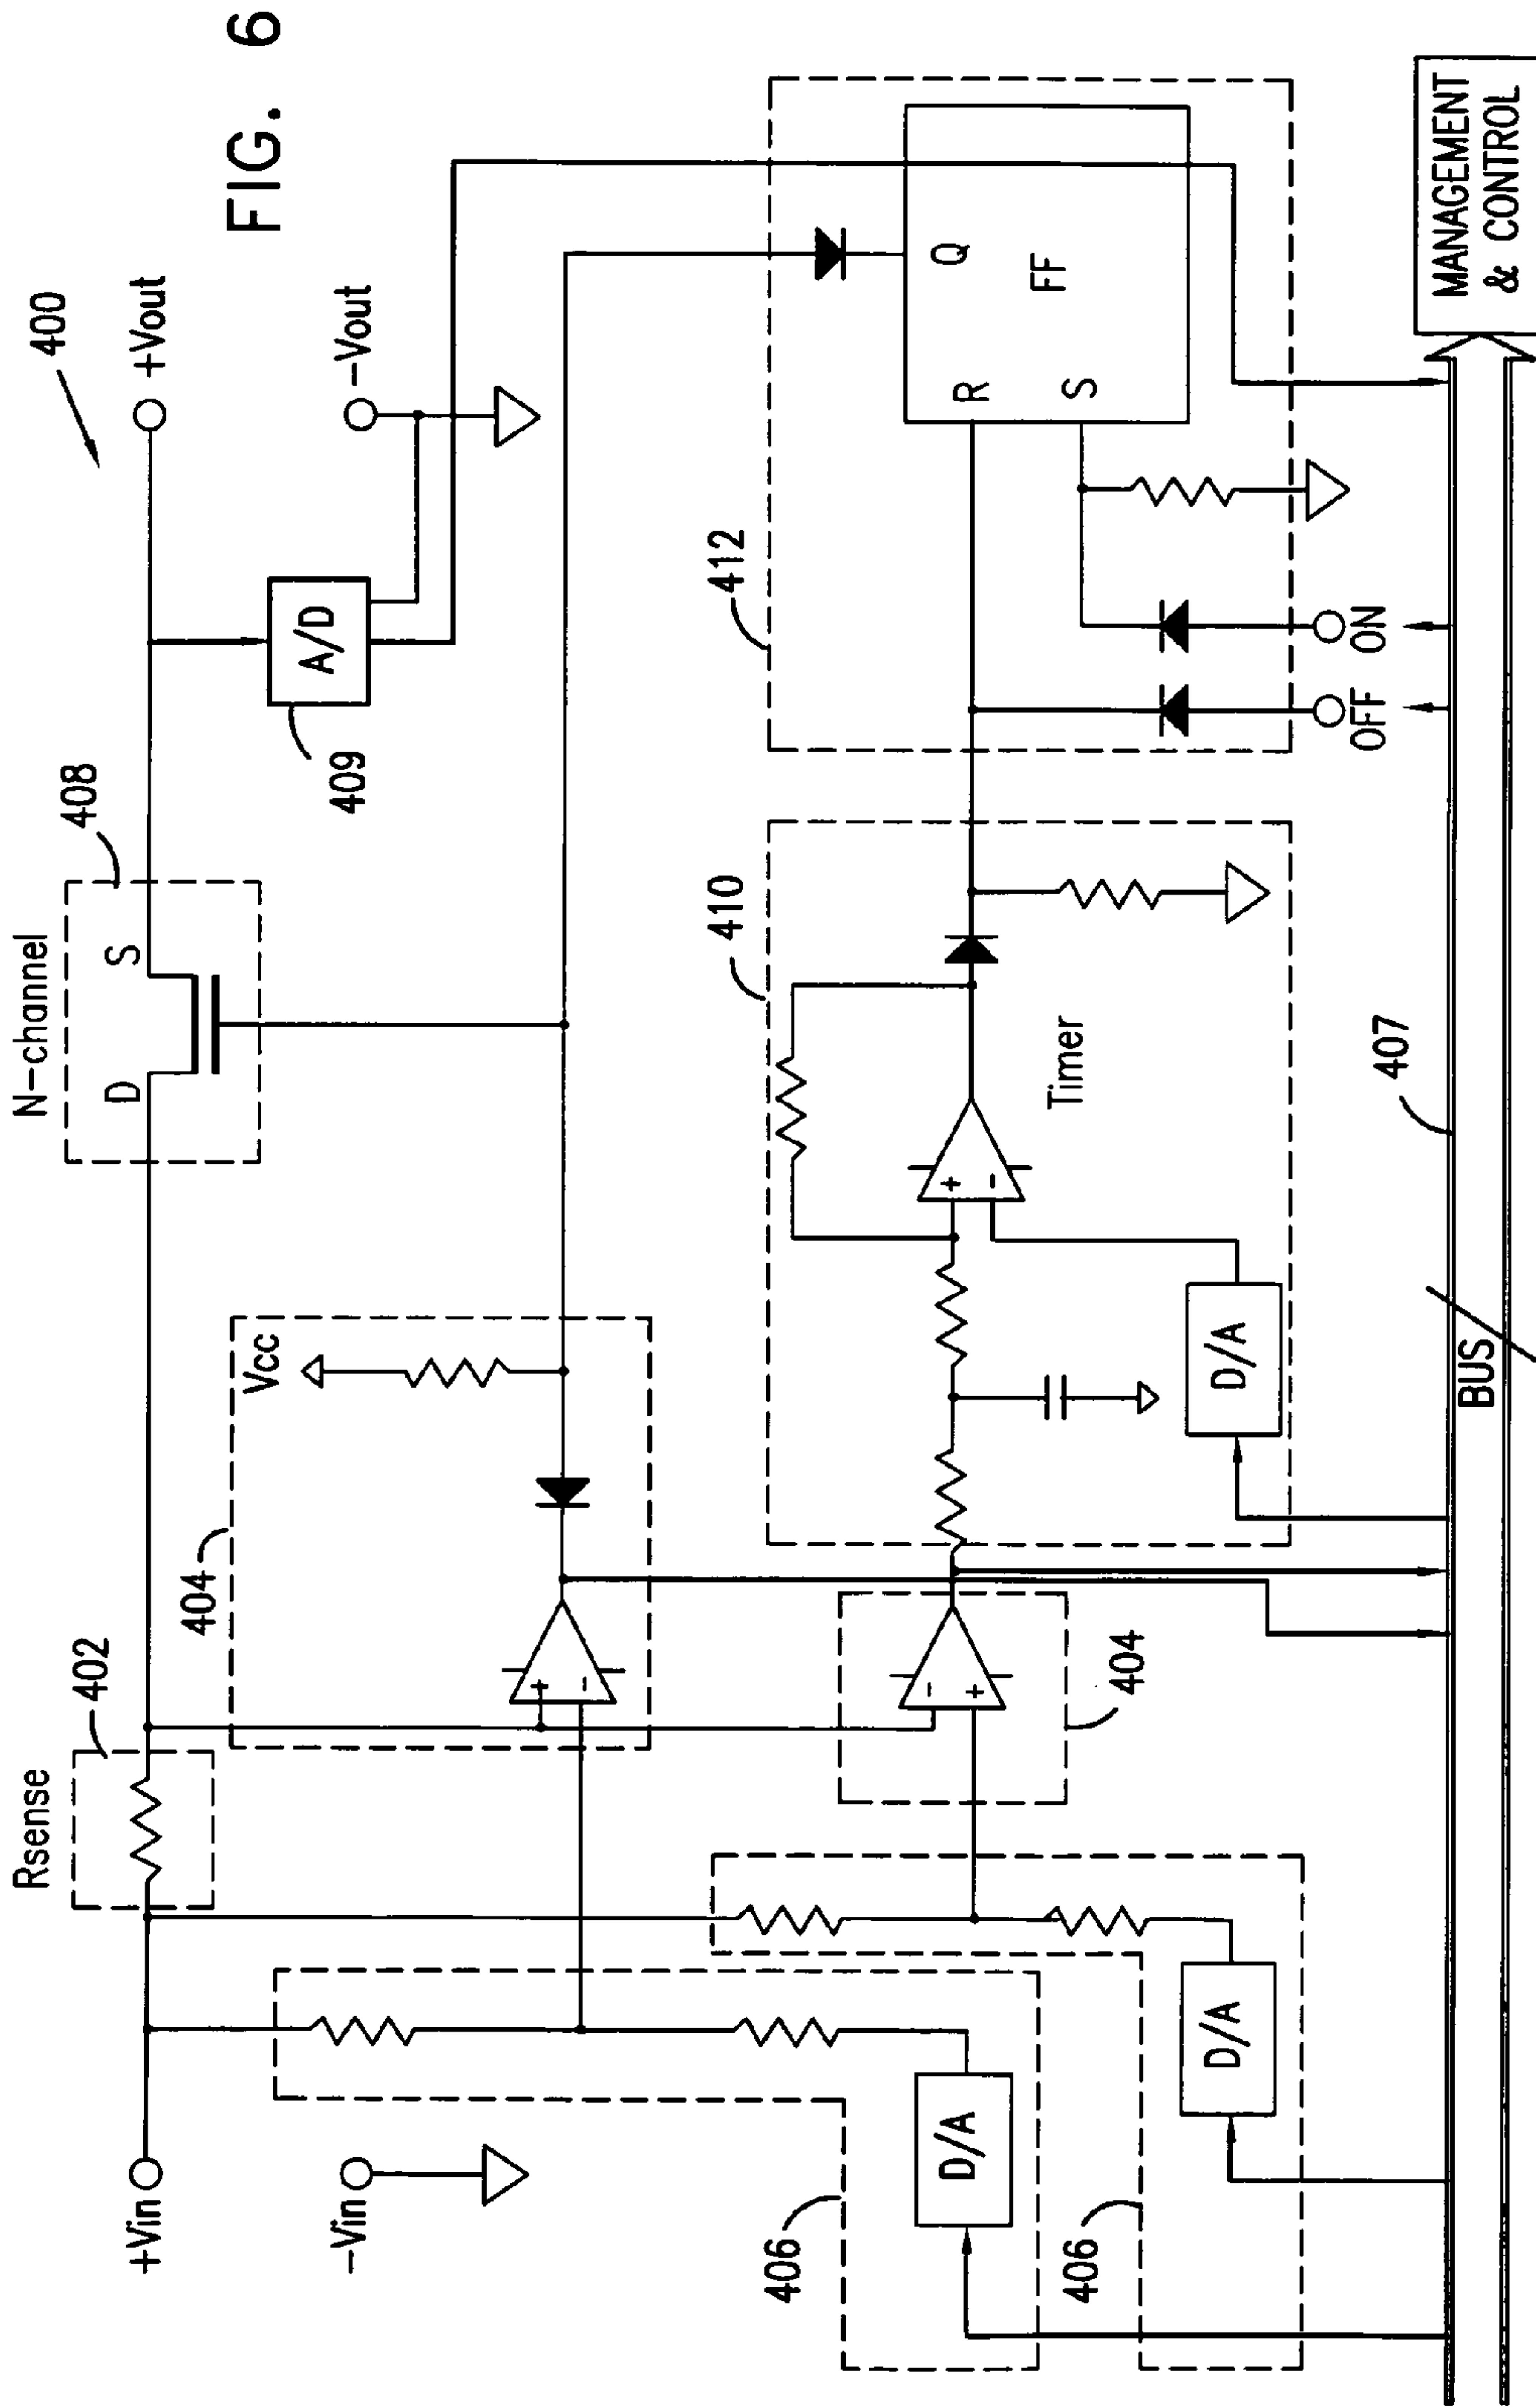 FIG. 6
400
N-channel
408
D
S
+Vout
-Vout
Rsense
402
+Vin
-Vin
A/D
409
404
Vcc
+
-
406
D/A
406
D/A
404
-
+
410
+
-
Timer
D/A
412
Q
FF
R
S
OFF
ON
407
BUS
MANAGEMENT
& CONTROL